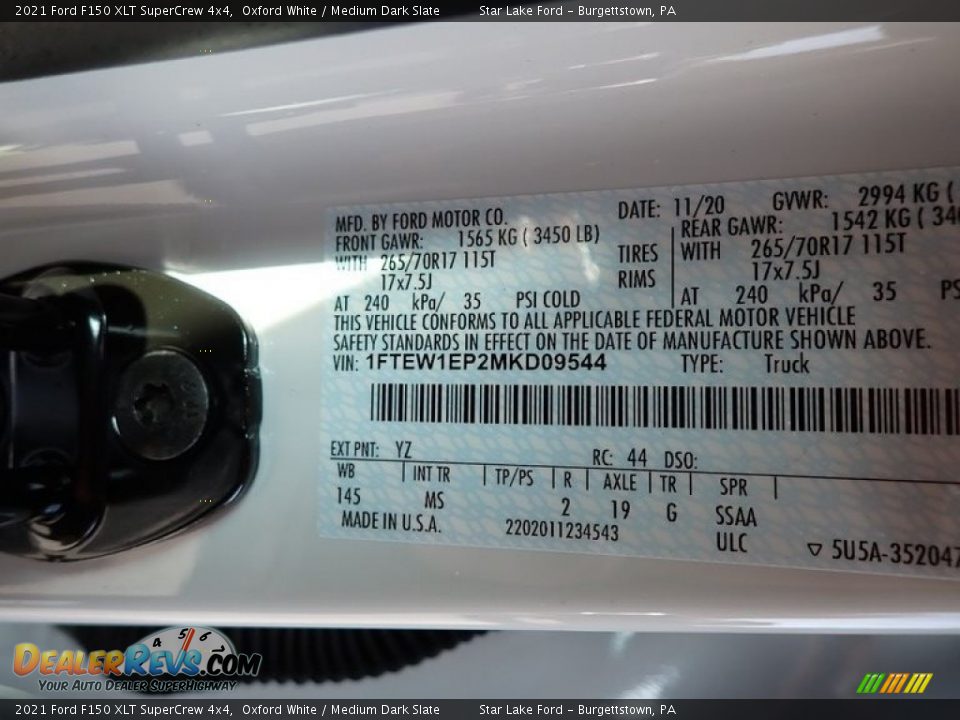 2021 Ford F150 XLT SuperCrew 4x4, Oxford White / Medium Dark Slate Star Lake Ford - Burgettstown, PA
MFD. BY FORD MOTOR CO. DATE: 11/20 GVWR: 2994 KG (
FRONT GAWR: 1565 KG ( 3450 LB) REAR GAWR: 1542 KG ( 340
WITH 265/70R17 115T TIRES WITH 265/70R17 115T
17x7.5J RIMS 17x7.5J
AT 240 kPa/ 35 PSI COLD AT 240 kPa/ 35 PS
THIS VEHICLE CONFORMS TO ALL APPLICABLE FEDERAL MOTOR VEHICLE
SAFETY STANDARDS IN EFFECT ON THE DATE OF MANUFACTURE SHOWN ABOVE.
VIN: 1FTEW1EP2MKD09544 TYPE: Truck
EXT PNT: YZ RC: 44 DSO:
WB INT TR TP/PS R AXLE TR SPR
145 MS 2 19 G SSAA
MADE IN U.S.A. 2202011234543 ULC 5U5A-352047
4 5 6
DEALERREVS.COM
YOUR AUTO DEALER SUPERHIGHWAY
2021 Ford F150 XLT SuperCrew 4x4, Oxford White / Medium Dark Slate Star Lake Ford - Burgettstown, PA